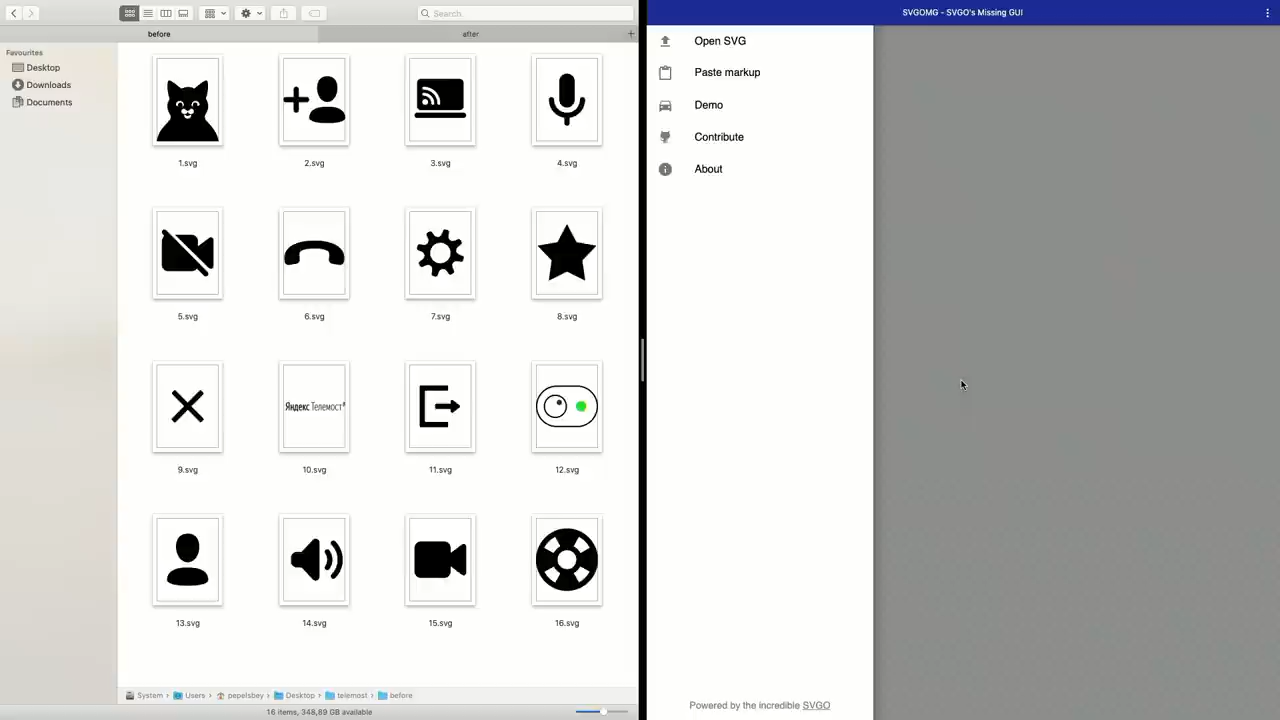 Search
before
after
Favourites
Desktop
Downloads
Documents
1.svg
2.svg
3.svg
4.svg
5.svg
6.svg
7.svg
8.svg
Яндекс Телемост
9.svg
10.svg
11.svg
12.svg
13.svg
14.svg
15.svg
16.svg
System
Users
pepelsbey
Desktop
telemost
before
16 items, 348,89 GB available
SVGOMG - SVGO's Missing GUI
Open SVG
Paste markup
Demo
Contribute
About
Powered by the incredible SVGO